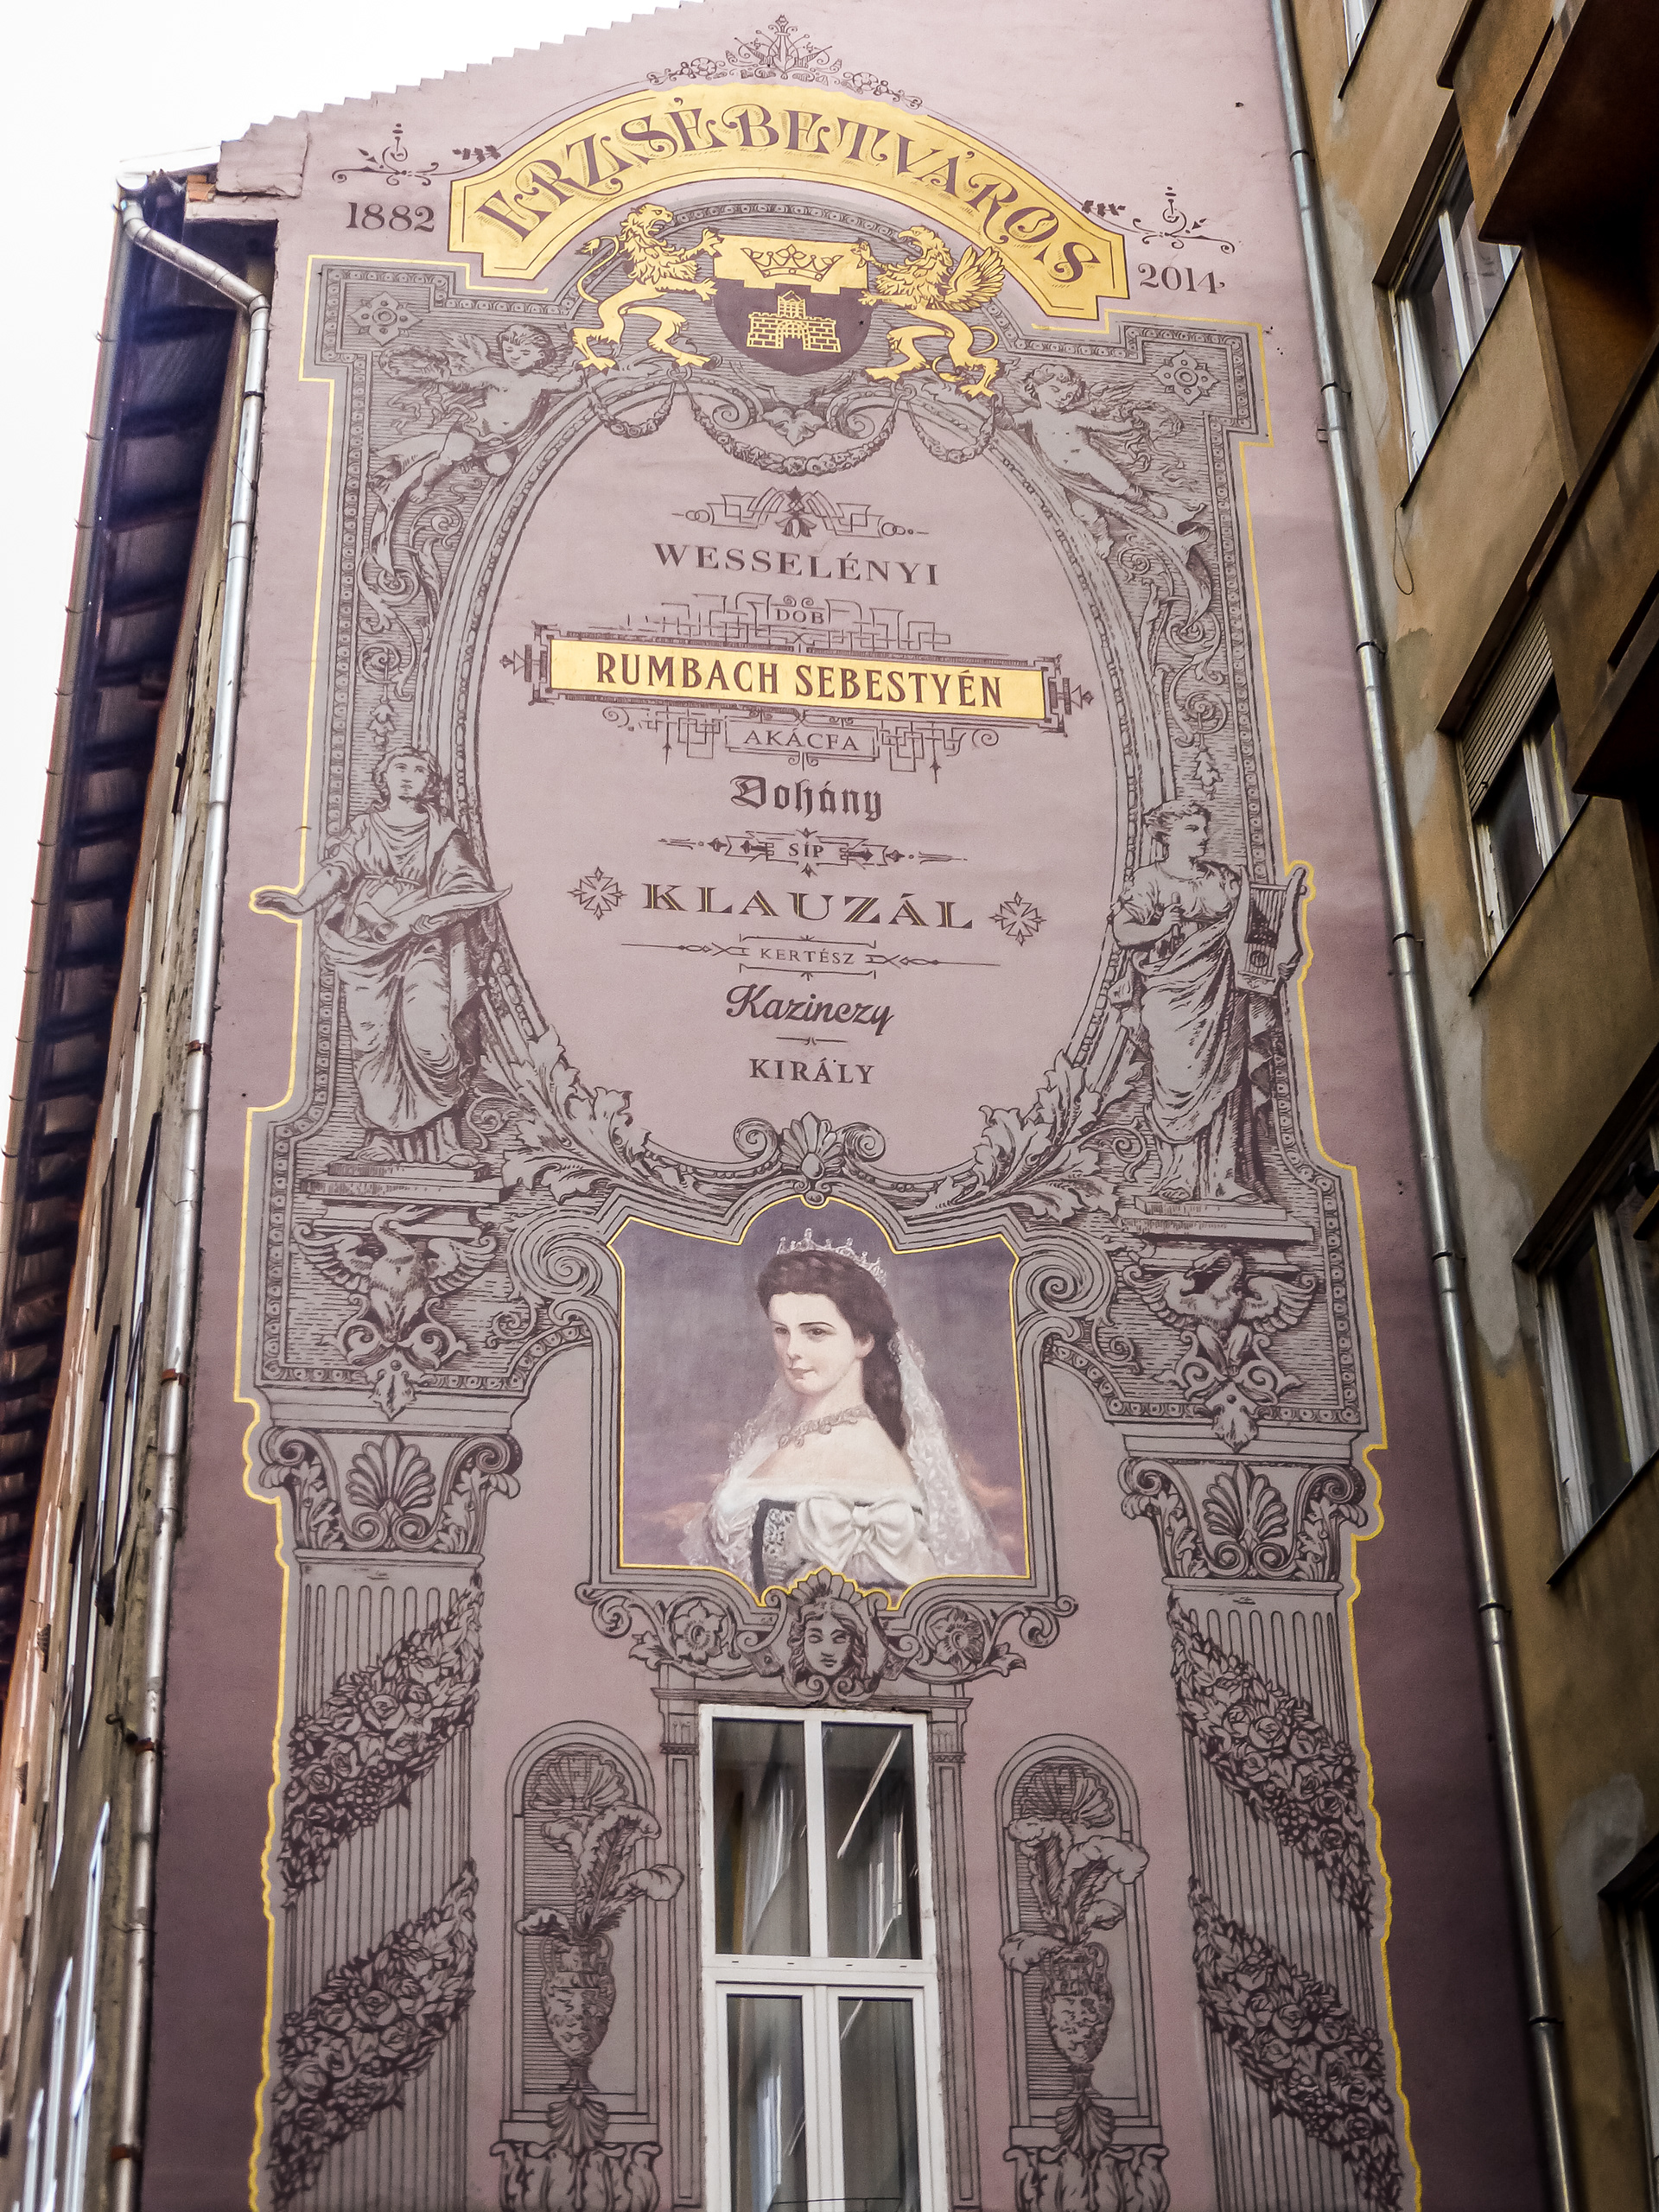 ERZSÉBETVÁROS
1882
2014
WESSELÉNYI
DOB
RUMBACH SEBESTYÉN
AKÁCFA
Dohány
SÍP
KLAUZÁL
KERTÉSZ
Kazinczy
KIRÁLY